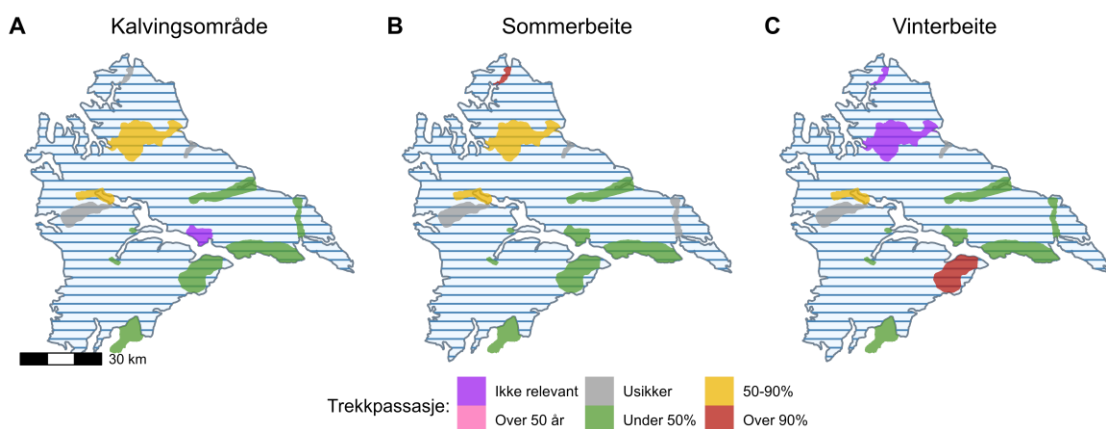 A Kalvingsområde B Sommerbeite C Vinterbeite
30 km
Trekkpassasje:
Ikke relevant Usikker 50-90%
Over 50 år Under 50% Over 90%